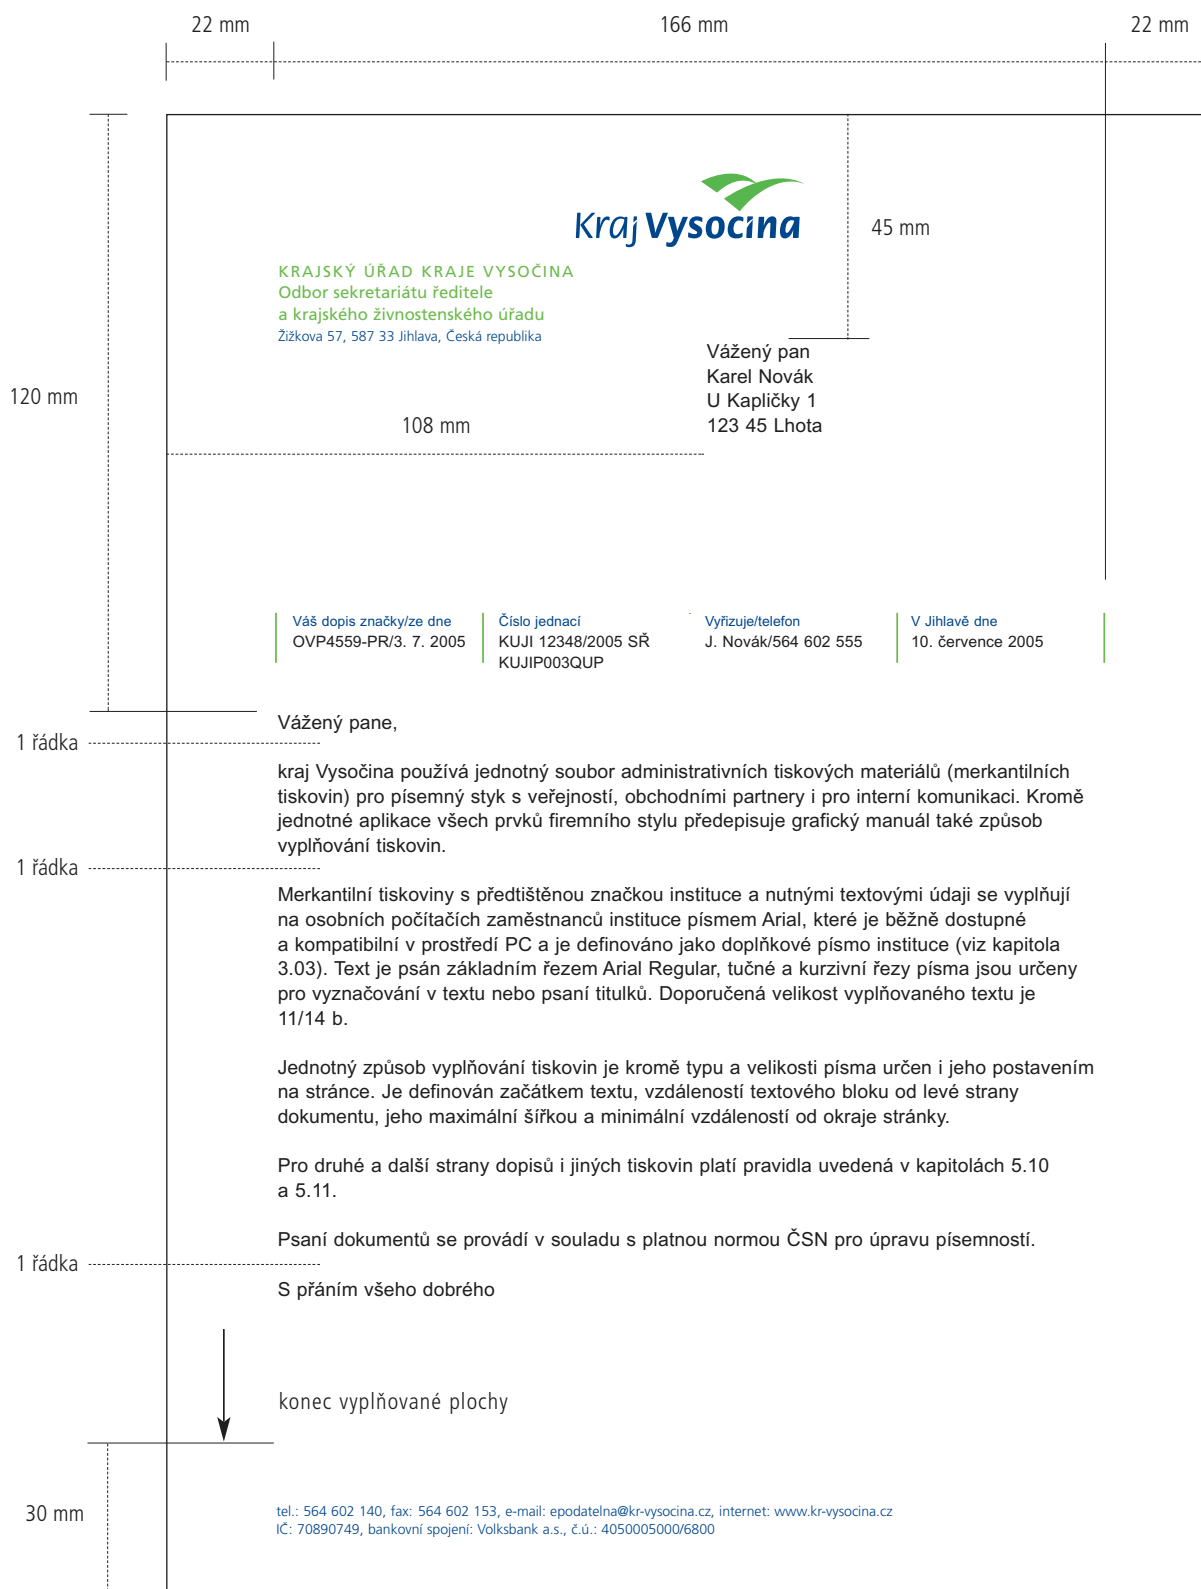 22 mm 166 mm 22 mm
Kraj Vysočina
45 mm
KRAJSKÝ ÚŘAD KRAJE VYSOČINA
Odbor sekretariátu ředitele
a krajského živnostenského úřadu
Žižkova 57, 587 33 Jihlava, Česká republika
Vážený pan
Karel Novák
U Kapličky 1
123 45 Lhota
120 mm
108 mm
Váš dopis značky/ze dne
OVP4559-PR/3. 7. 2005
Číslo jednací
KUJI 12348/2005 SŘ
KUJIP003QUP
Vyřizuje/telefon
J. Novák/564 602 555
V Jihlavě dne
10. července 2005
Vážený pane,
1 řádka
kraj Vysočina používá jednotný soubor administrativních tiskových materiálů (merkantilních
tiskovin) pro písemný styk s veřejností, obchodními partnery i pro interní komunikaci. Kromě
jednotné aplikace všech prvků firemního stylu předepisuje grafický manuál také způsob
vyplňování tiskovin.
1 řádka
Merkantilní tiskoviny s předtištěnou značkou instituce a nutnými textovými údaji se vyplňují
na osobních počítačích zaměstnanců instituce písmem Arial, které je běžně dostupné
a kompatibilní v prostředí PC a je definováno jako doplňkové písmo instituce (viz kapitola
3.03). Text je psán základním řezem Arial Regular, tučné a kurzivní řezy písma jsou určeny
pro vyznačování v textu nebo psaní titulků. Doporučená velikost vyplňovaného textu je
11/14 b.
Jednotný způsob vyplňování tiskovin je kromě typu a velikosti písma určen i jeho postavením
na stránce. Je definován začátkem textu, vzdáleností textového bloku od levé strany
dokumentu, jeho maximální šířkou a minimální vzdáleností od okraje stránky.
Pro druhé a další strany dopisů i jiných tiskovin platí pravidla uvedená v kapitolách 5.10
a 5.11.
Psaní dokumentů se provádí v souladu s platnou normou ČSN pro úpravu písemností.
1 řádka
S přáním všeho dobrého
konec vyplňované plochy
30 mm
tel.: 564 602 140, fax: 564 602 153, e-mail: epodatelna@kr-vysocina.cz, internet: www.kr-vysocina.cz
IČ: 70890749, bankovní spojení: Volksbank a.s., č.ú.: 4050005000/6800